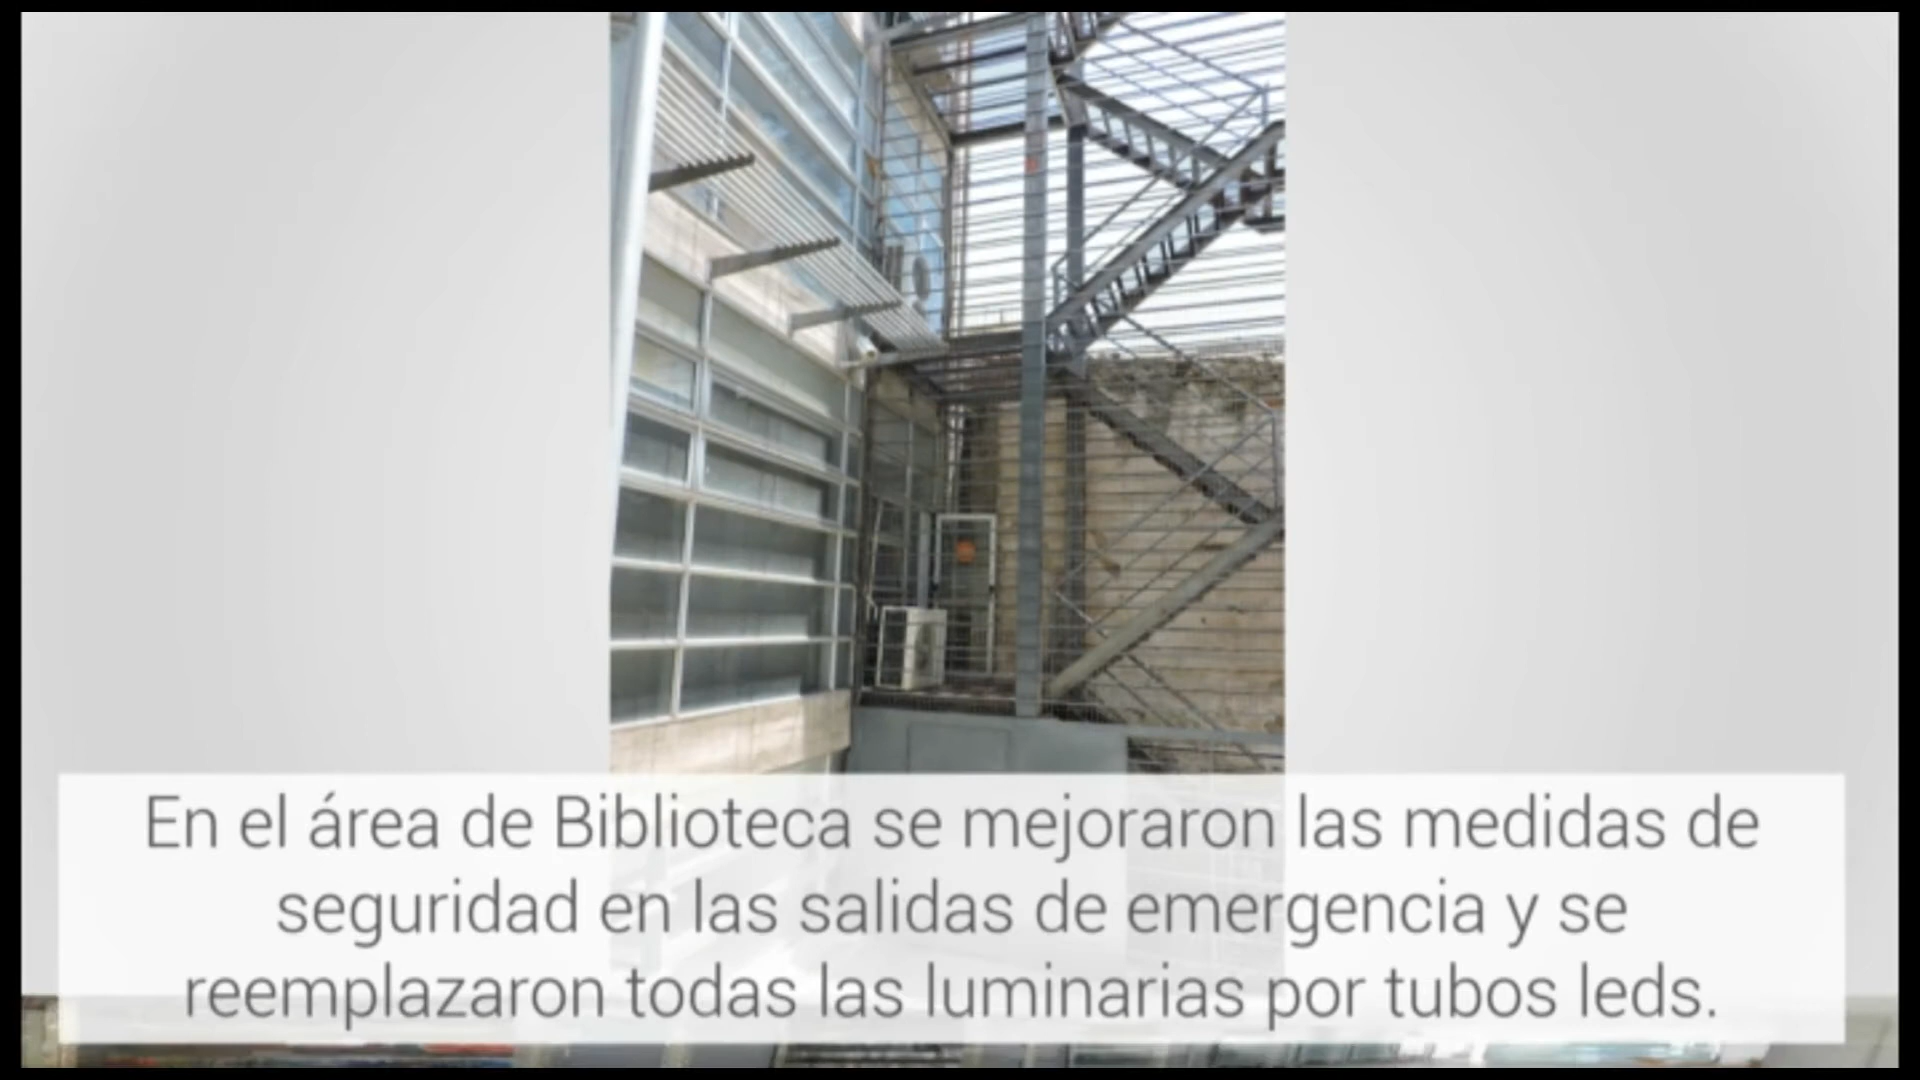 En el área de Biblioteca se mejoraron las medidas de
seguridad en las salidas de emergencia y se
reemplazaron todas las luminarias por tubos leds.